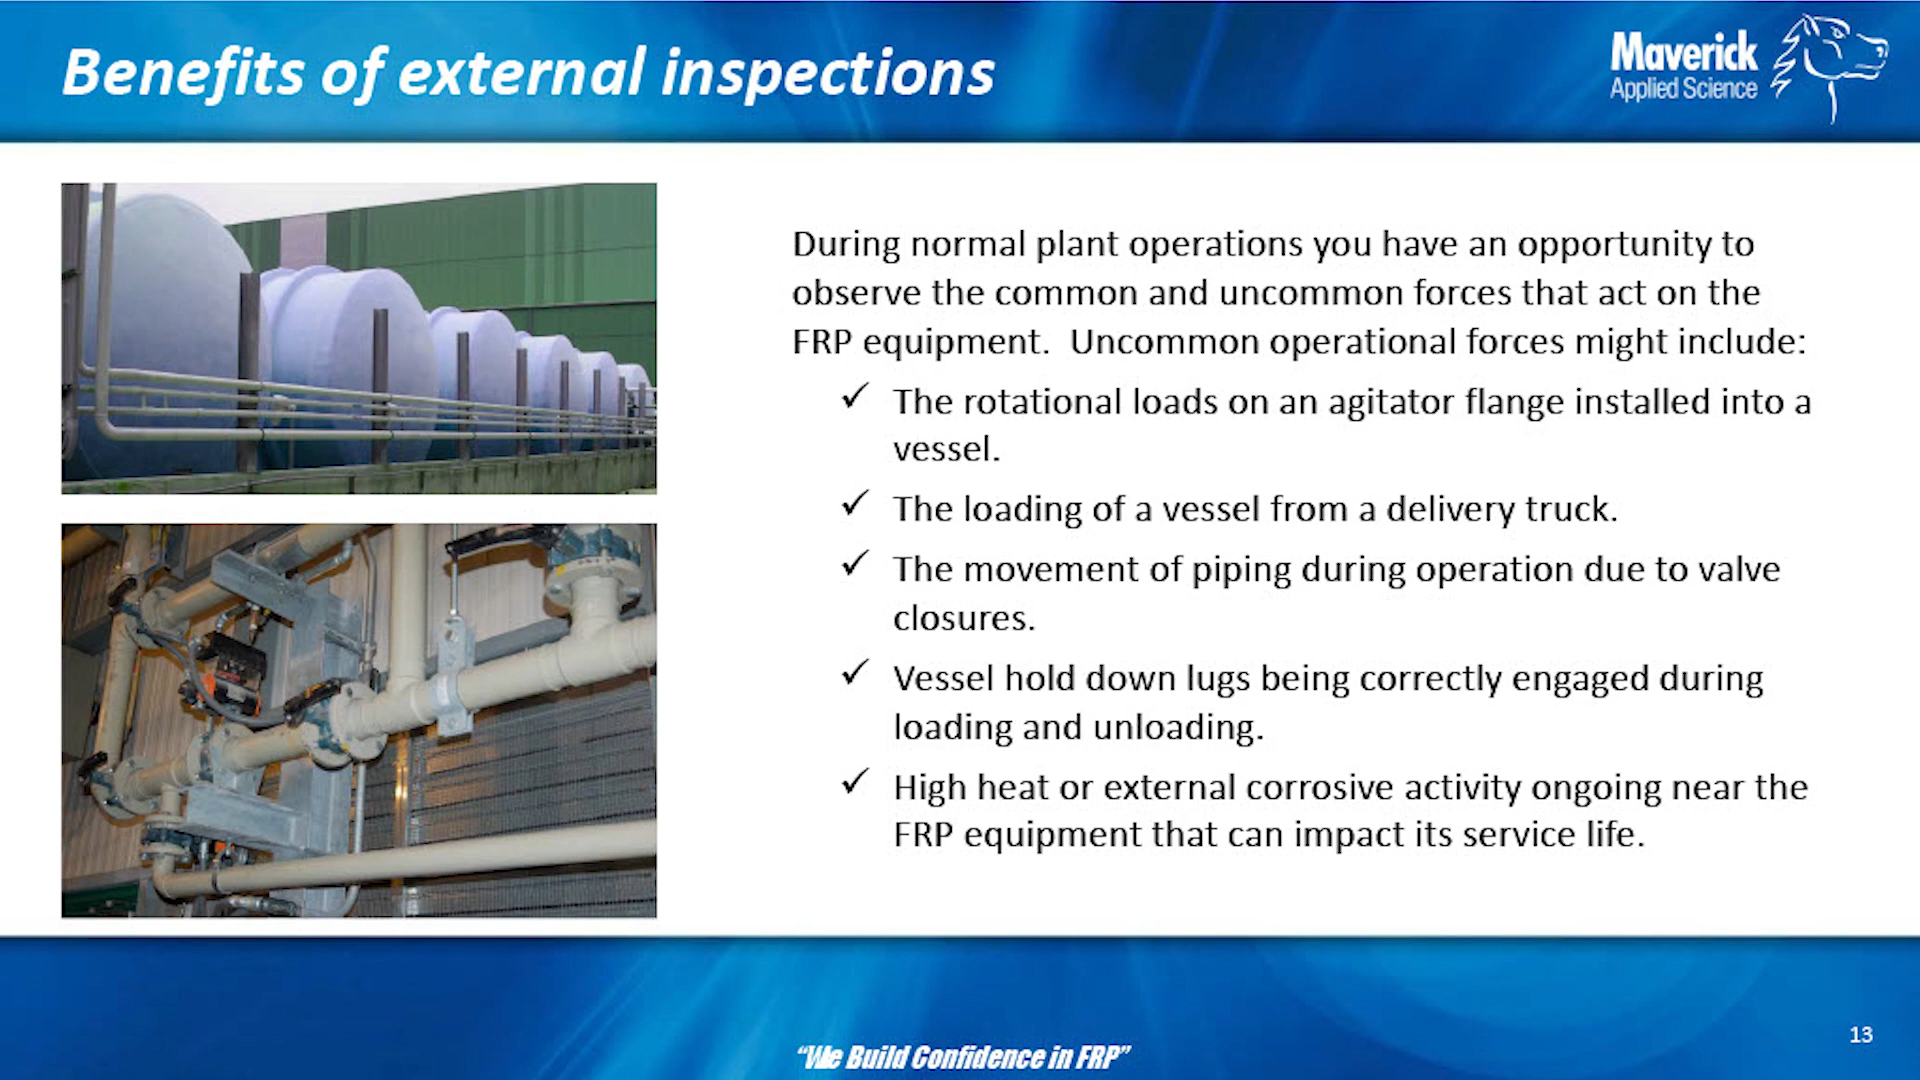 Benefits of external inspections
Maverick
Applied Science
During normal plant operations you have an opportunity to
observe the common and uncommon forces that act on the
FRP equipment.  Uncommon operational forces might include:
✓ The rotational loads on an agitator flange installed into a
vessel.
✓ The loading of a vessel from a delivery truck.
✓ The movement of piping during operation due to valve
closures.
✓ Vessel hold down lugs being correctly engaged during
loading and unloading.
✓ High heat or external corrosive activity ongoing near the
FRP equipment that can impact its service life.
13
“We Build Confidence in FRP”